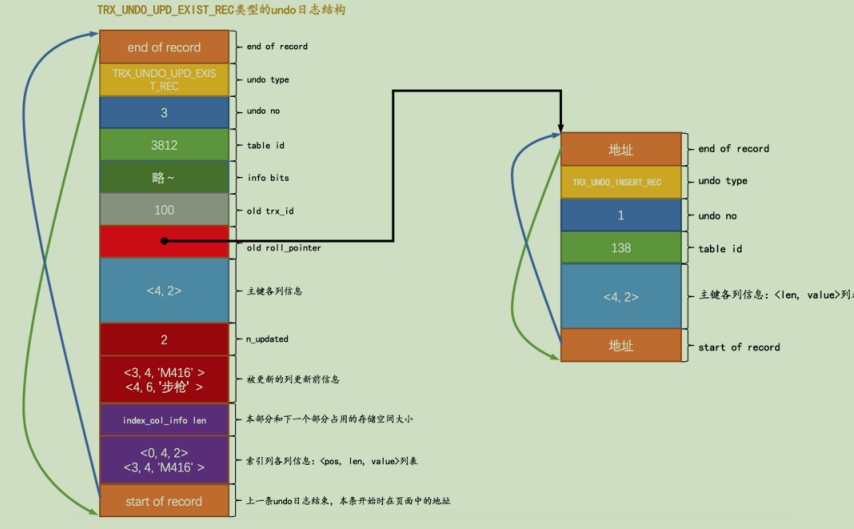 TRX_UNDO_UPD_EXIST_REC类型的undo日志结构
end of record
end of record
TRX_UNDO_UPD_EXIS
T_REC
undo type
3
undo no
3812
table id
略~
info bits
100
old trx_id
old roll_pointer
<4, 2>
主键各列信息
2
n_updated
<3, 4, 'M416' >
<4, 6, '步枪' >
被更新的列更新前信息
index_col_info len
本部分和下一个部分占用的存储空间大小
<0, 4, 2>
<3, 4, 'M416' >
索引列各列信息: <pos, len, value>列表
start of record
上一条undo日志结束, 本条开始时在页面中的地址
地址
end of record
TRX_UNDO_INSERT_REC
undo type
1
undo no
138
table id
<4, 2>
主键各列信息: <len, value>列
地址
start of record